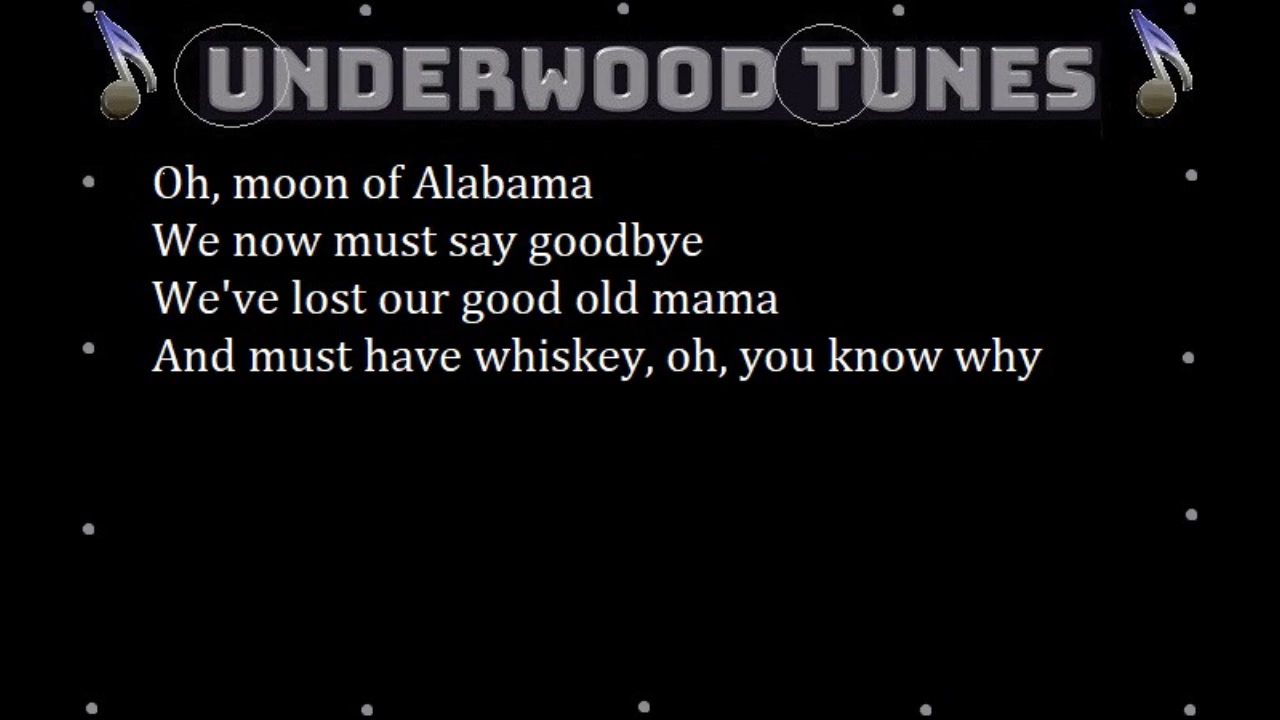 UNDERWOOD TUNES
Oh, moon of Alabama
We now must say goodbye
We've lost our good old mama
And must have whiskey, oh, you know why